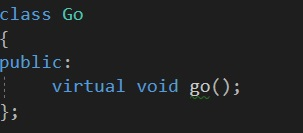 class Go
{
public:
    virtual void go();
};